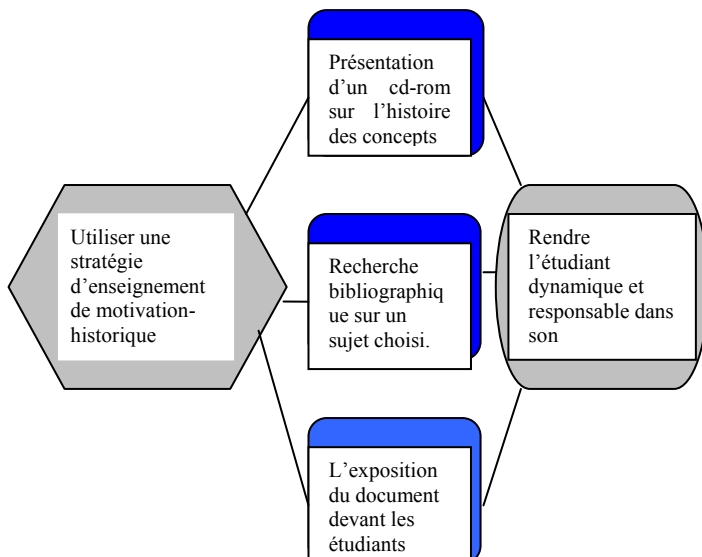 Présentation
d'un cd-rom
sur l'histoire
des concepts
Utiliser une
stratégie
d'enseignement
de motivation-
historique
Recherche
bibliographiq
ue sur un
sujet choisi.
Rendre
l'étudiant
dynamique et
responsable dans
son
L'exposition
du document
devant les
étudiants